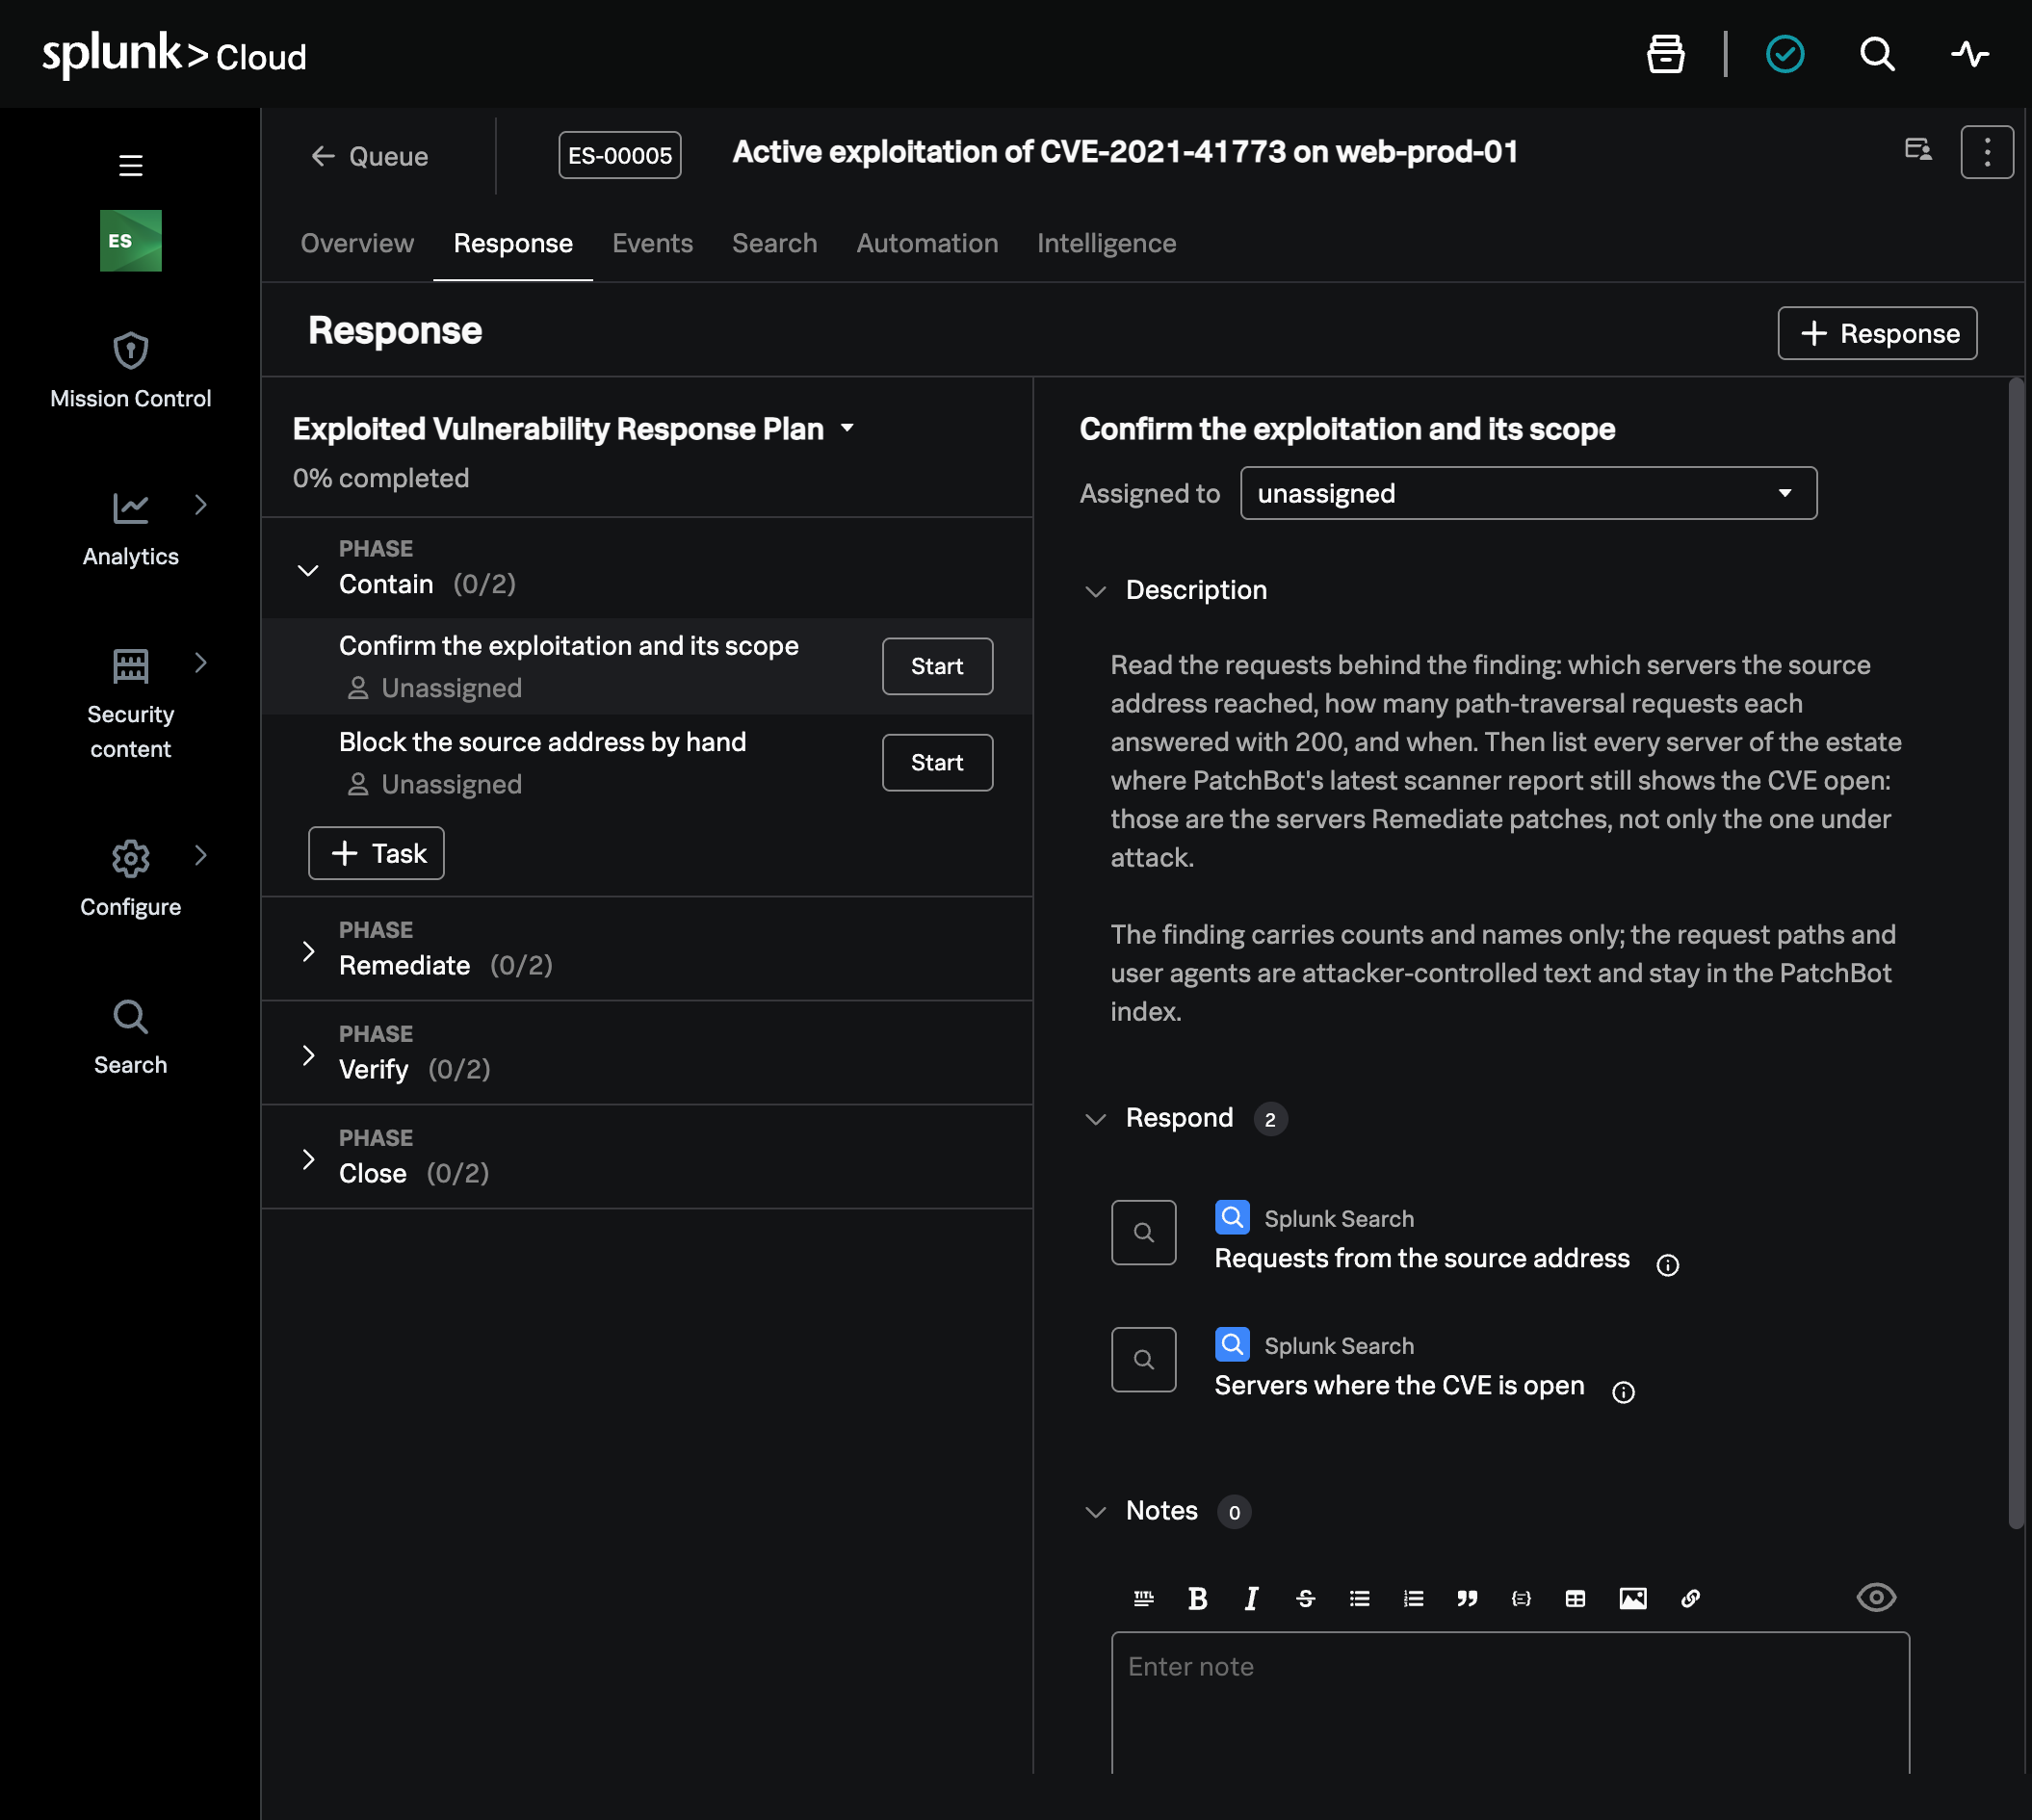 splunk> Cloud
Queue
ES-00005
Active exploitation of CVE-2021-41773 on web-prod-01
ES
Mission Control
Analytics
Security
content
Configure
Search
Overview
Response
Events
Search
Automation
Intelligence
Response
+ Response
Exploited Vulnerability Response Plan
0% completed
PHASE
Contain (0/2)
Confirm the exploitation and its scope
Unassigned
Start
Block the source address by hand
Unassigned
Start
+ Task
PHASE
Remediate (0/2)
PHASE
Verify (0/2)
PHASE
Close (0/2)
Confirm the exploitation and its scope
Assigned to
unassigned
Description
Read the requests behind the finding: which servers the source
address reached, how many path-traversal requests each
answered with 200, and when. Then list every server of the estate
where PatchBot's latest scanner report still shows the CVE open:
those are the servers Remediate patches, not only the one under
attack.
The finding carries counts and names only; the request paths and
user agents are attacker-controlled text and stay in the PatchBot
index.
Respond 2
Splunk Search
Requests from the source address
Splunk Search
Servers where the CVE is open
Notes 0
Enter note